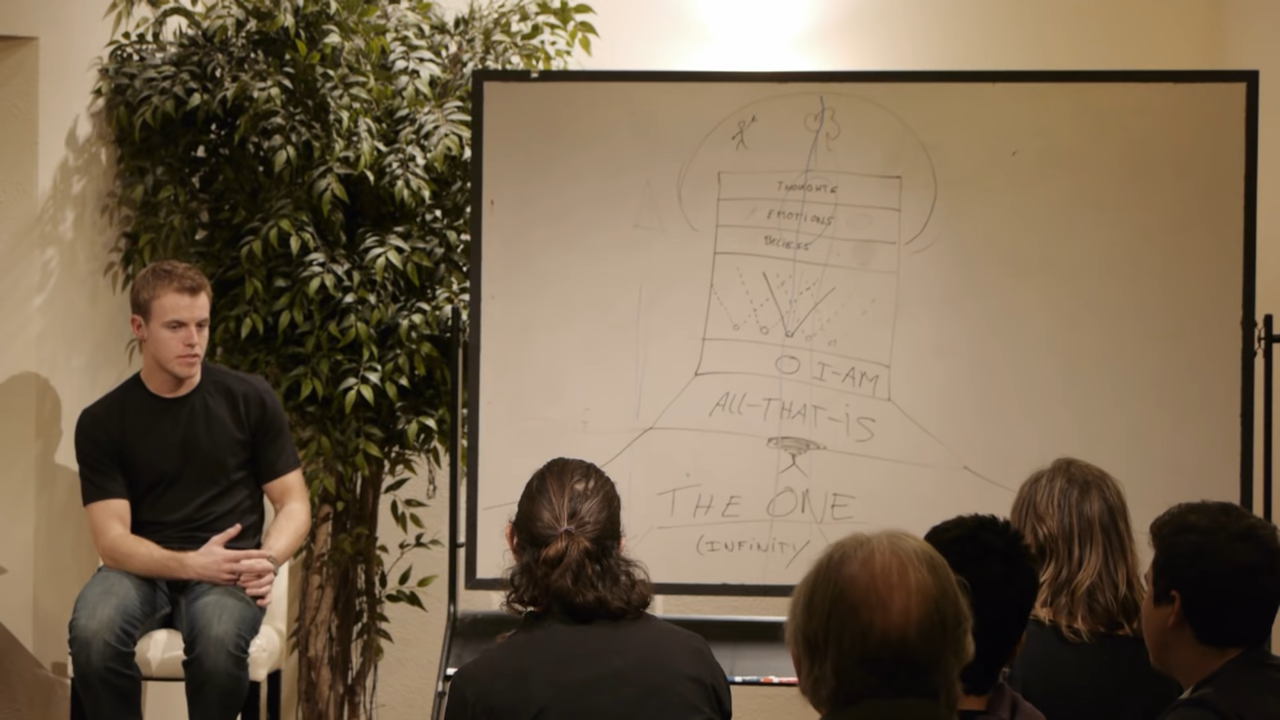 THOUGHTS
EMOTIONS
BELIEFS
I-AM
ALL-THAT-iS
THE ONE
(INFINITY